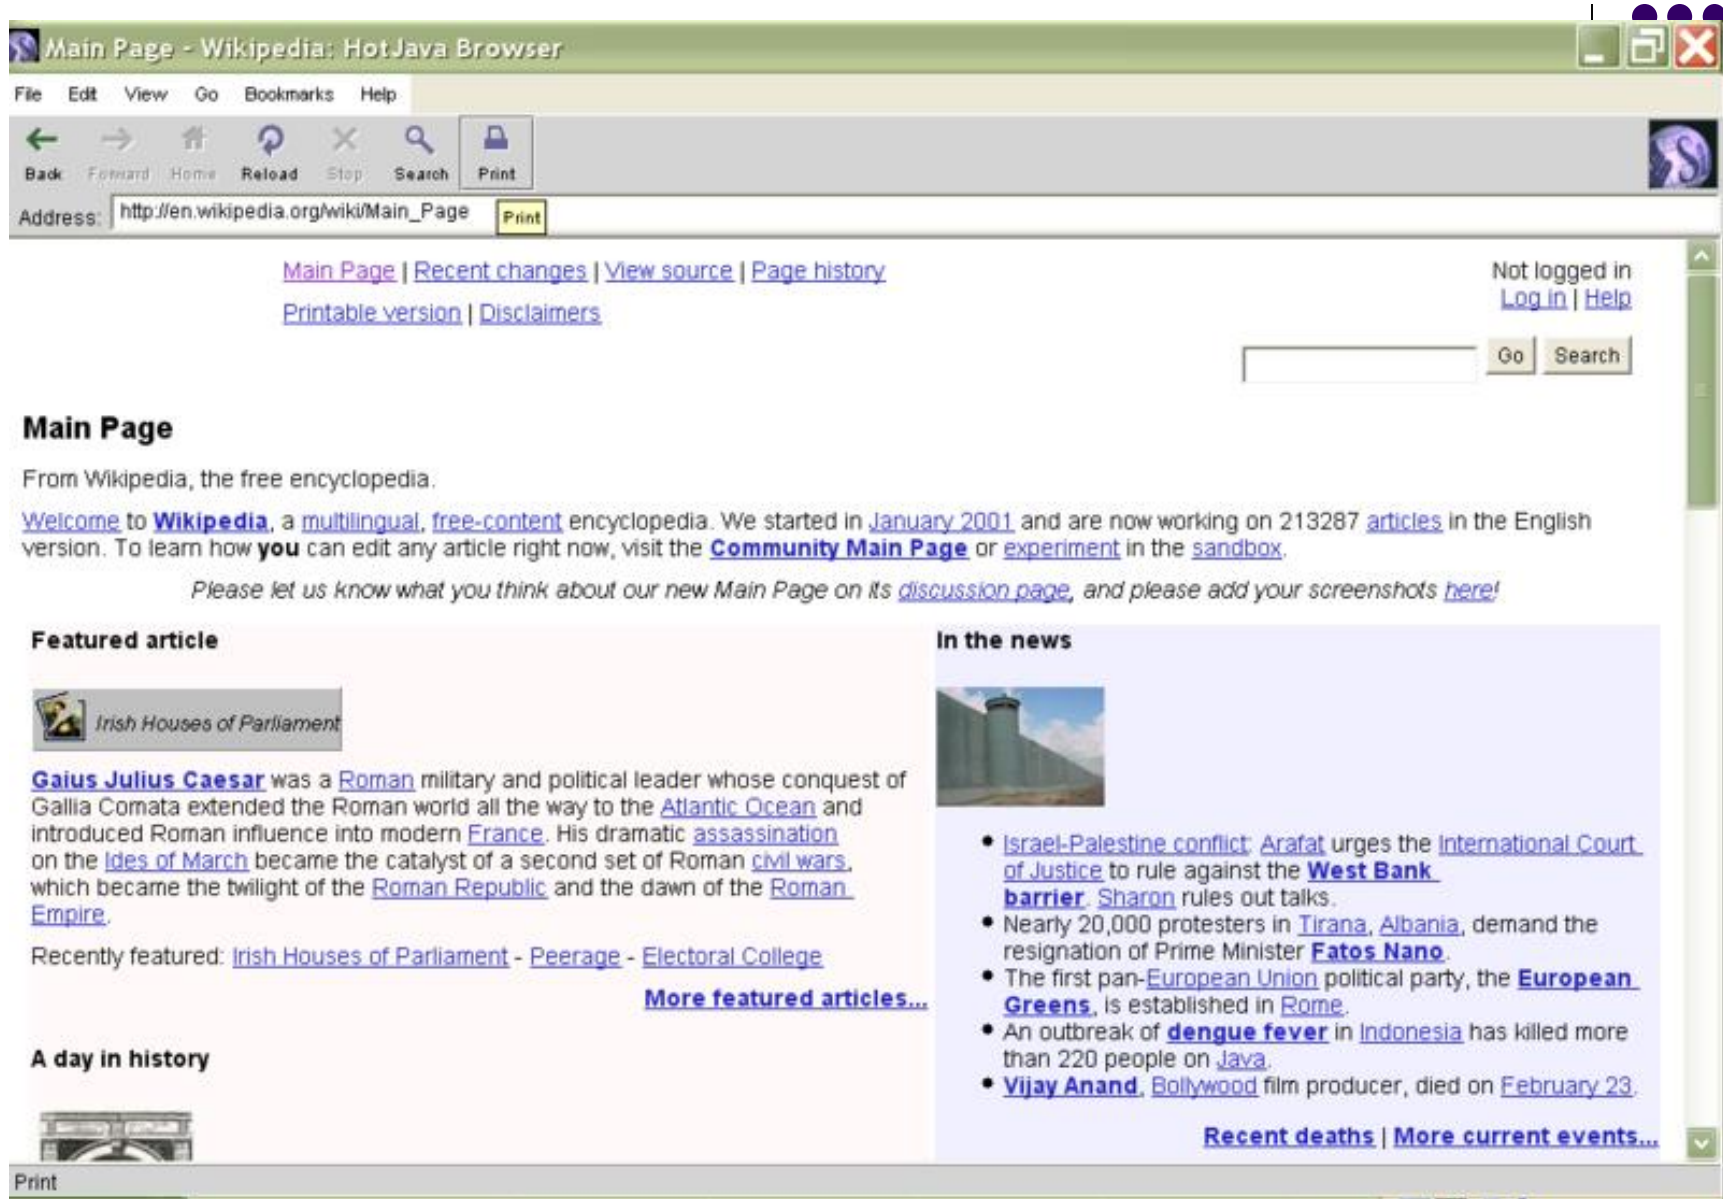 Main Page - Wikipedia: HotJava Browser
File Edit View Go Bookmarks Help
Back Forward Home Reload Stop Search Print
Address: http://en.wikipedia.org/wiki/Main_Page
Print
Main Page | Recent changes | View source | Page history
Printable version | Disclaimers
Not logged in
Log in | Help
Go Search
Main Page
From Wikipedia, the free encyclopedia.
Welcome to Wikipedia, a multilingual, free-content encyclopedia. We started in January 2001 and are now working on 213287 articles in the English
version. To learn how you can edit any article right now, visit the Community Main Page or experiment in the sandbox.
Please let us know what you think about our new Main Page on its discussion page, and please add your screenshots here!
Featured article
Irish Houses of Parliament
Gaius Julius Caesar was a Roman military and political leader whose conquest of
Gallia Comata extended the Roman world all the way to the Atlantic Ocean and
introduced Roman influence into modern France. His dramatic assassination
on the Ides of March became the catalyst of a second set of Roman civil wars,
which became the twilight of the Roman Republic and the dawn of the Roman
Empire.
Recently featured: Irish Houses of Parliament - Peerage - Electoral College
More featured articles...
A day in history
In the news
Israel-Palestine conflict: Arafat urges the International Court
of Justice to rule against the West Bank
barrier. Sharon rules out talks.
Nearly 20,000 protesters in Tirana, Albania, demand the
resignation of Prime Minister Fatos Nano.
The first pan-European Union political party, the European
Greens, is established in Rome.
An outbreak of dengue fever in Indonesia has killed more
than 220 people on Java.
Vijay Anand, Bollywood film producer, died on February 23.
Recent deaths | More current events...
Print